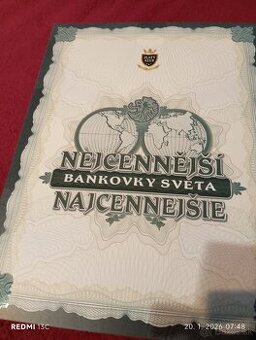 NEJCENNĚJŠÍ
BANKOVKY SVĚTA
NAJCENNEJŠIE
REDMI 13C
20. 1. 2026 07:48